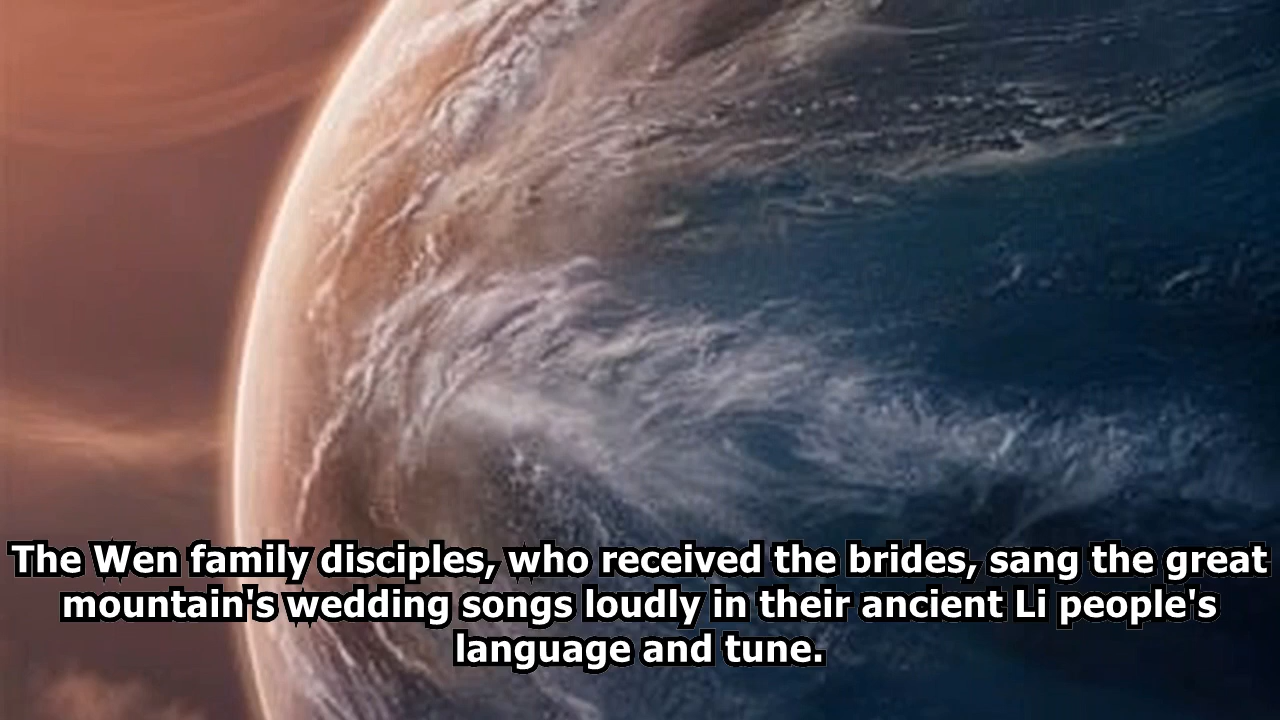 The Wen family disciples, who received the brides, sang the great
mountain's wedding songs loudly in their ancient Li people's
language and tune.